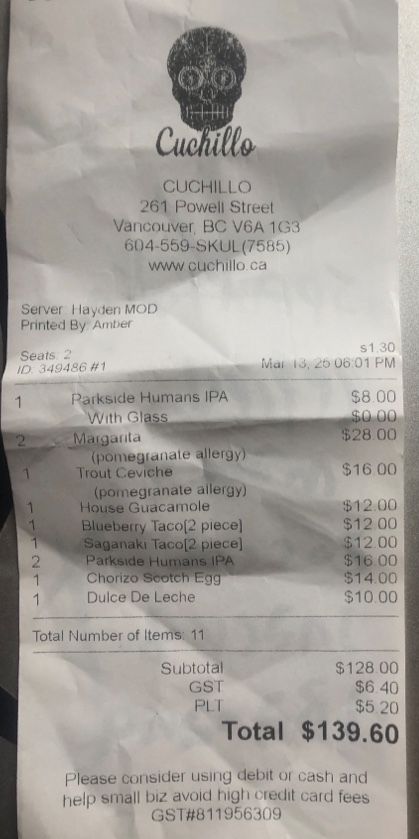 Cuchillo
CUCHILLO
261 Powell Street
Vancouver, BC V6A 1G3
604-559-SKUL(7585)
www.cuchillo.ca
Server: Hayden MOD
Printed By: Amber
$1.30
Seats: 2
ID: 349486 #1 Mar 13, 25 06:01 PM
1 Parkside Humans IPA $8.00
With Glass $0.00
2 Margarita $28.00
(pomegranate allergy)
1 Trout Ceviche $16.00
(pomegranate allergy)
1 House Guacamole $12.00
1 Blueberry Taco[2 piece] $12.00
1 Saganaki Taco[2 piece] $12.00
2 Parkside Humans IPA $16.00
1 Chorizo Scotch Egg $14.00
1 Dulce De Leche $10.00
Total Number of Items: 11
Subtotal $128.00
GST $6.40
PLT $5.20
Total $139.60
Please consider using debit or cash and
help small biz avoid high credit card fees
GST#811956309